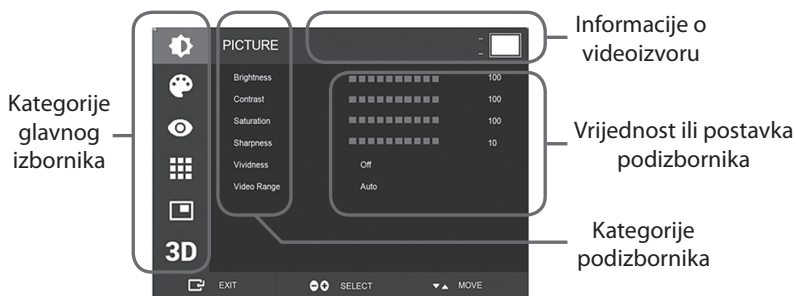 Informacije o
videoizvoru
PICTURE
Brightness 100
Contrast 100
Saturation 100
Sharpness 10
Vividness Off
Video Range Auto
3D
EXIT SELECT MOVE
Kategorije
glavnog
izbornika
Vrijednost ili postavka
podizbornika
Kategorije
podizbornika